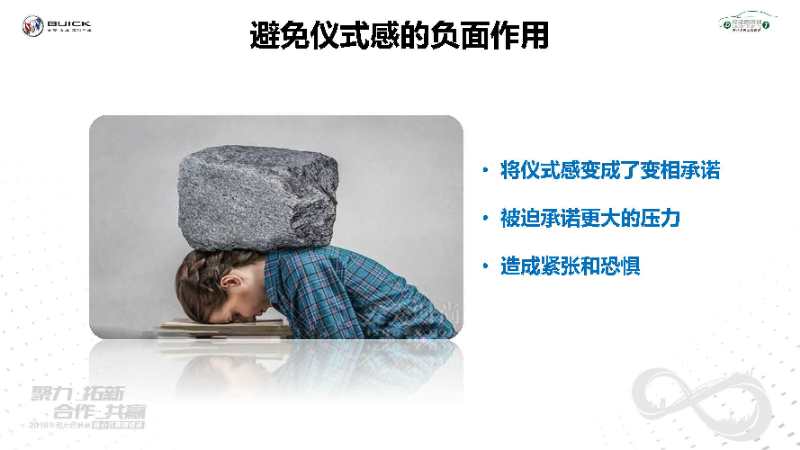 BUICK
避免仪式感的负面作用
• 将仪式感变成了变相承诺
• 被迫承诺更大的压力
• 造成紧张和恐惧
聚力_拓新
合作_共赢